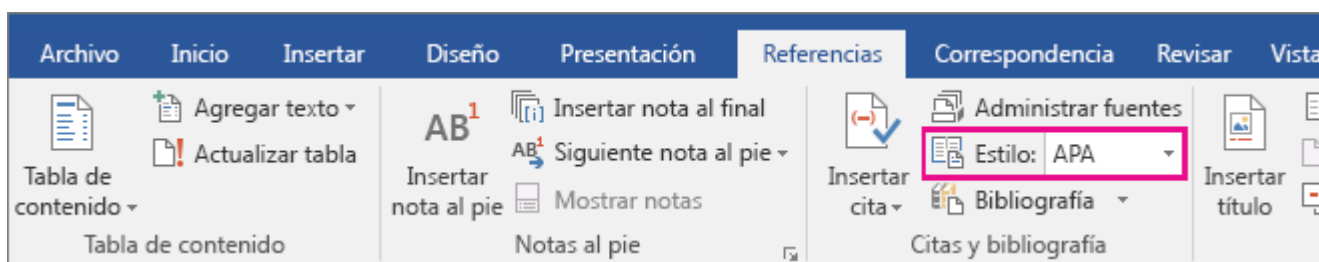 Archivo Inicio Insertar Diseño Presentación Referencias Correspondencia Revisar Vista
Tabla de
contenido
Agregar texto
Actualizar tabla
Tabla de contenido
AB1
Insertar
nota al pie
[i] Insertar nota al final
AB1 Siguiente nota al pie
Mostrar notas
Notas al pie
(-)
Insertar
cita
Administrar fuentes
Estilo: APA
Bibliografía
Citas y bibliografía
Insertar
título